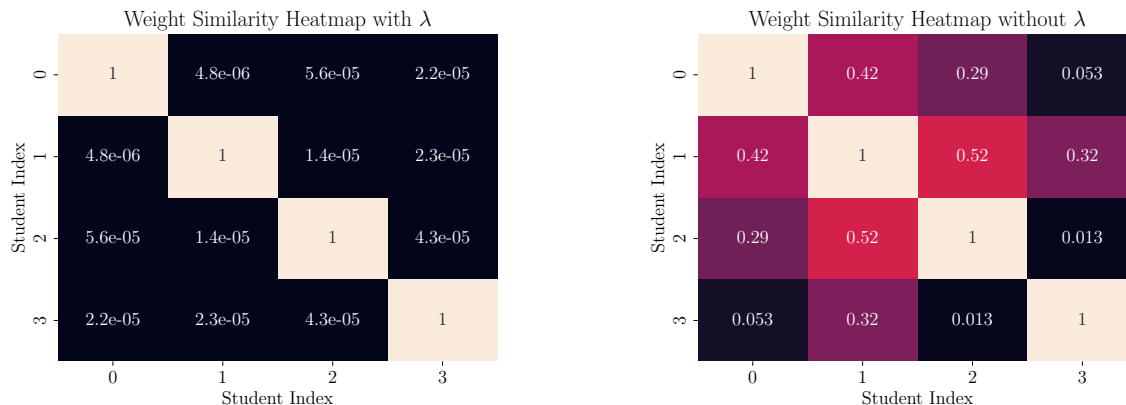 Weight Similarity Heatmap with λ
0 1 4.8e-06 5.6e-05 2.2e-05
1 4.8e-06 1 1.4e-05 2.3e-05
2 5.6e-05 1.4e-05 1 4.3e-05
3 2.2e-05 2.3e-05 4.3e-05 1
Student Index
0 1 2 3
Student Index
Weight Similarity Heatmap without λ
0 1 0.42 0.29 0.053
1 0.42 1 0.52 0.32
2 0.29 0.52 1 0.013
3 0.053 0.32 0.013 1
Student Index
0 1 2 3
Student Index